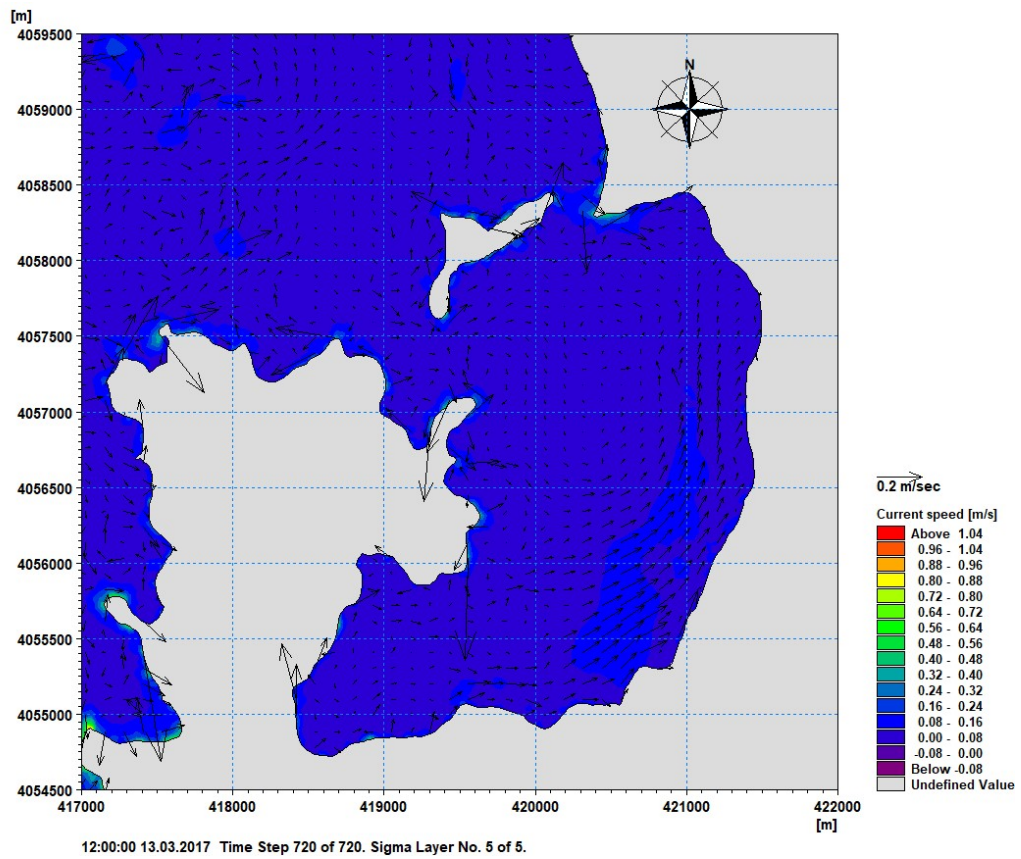 [m]
4059500
4059000
4058500
4058000
4057500
4057000
4056500
4056000
4055500
4055000
4054500
417000 418000 419000 420000 421000 422000
[m]
N
0.2 m/sec
Current speed [m/s]
Above 1.04
0.96 - 1.04
0.88 - 0.96
0.80 - 0.88
0.72 - 0.80
0.64 - 0.72
0.56 - 0.64
0.48 - 0.56
0.40 - 0.48
0.32 - 0.40
0.24 - 0.32
0.16 - 0.24
0.08 - 0.16
0.00 - 0.08
-0.08 - 0.00
Below -0.08
Undefined Value
12:00:00 13.03.2017 Time Step 720 of 720. Sigma Layer No. 5 of 5.